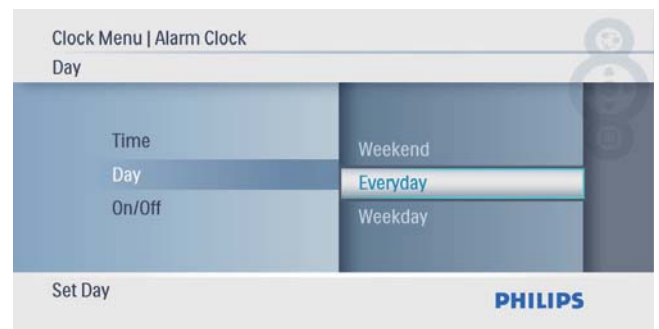 Clock Menu | Alarm Clock
Day
Time
Day
On/Off
Weekend
Everyday
Weekday
Set Day
PHILIPS